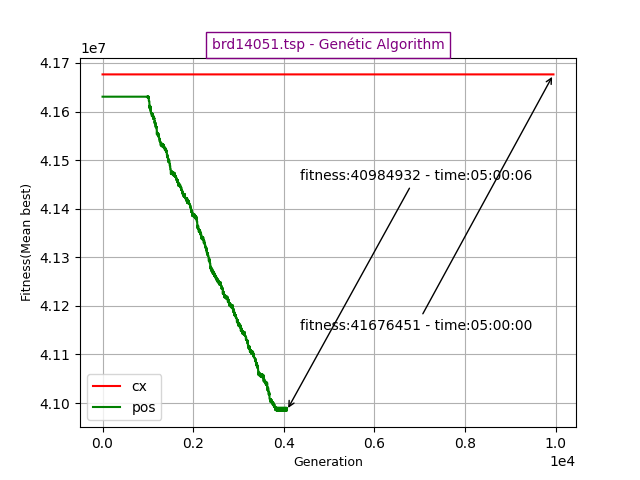 brd14051.tsp - Genétic Algorithm
1e7
4.17
4.16
4.15
4.14
4.13
4.12
4.11
4.10
Fitness(Mean best)
fitness:40984932 - time:05:00:06
fitness:41676451 - time:05:00:00
cx
pos
0.0 0.2 0.4 0.6 0.8 1.0
1e4
Generation